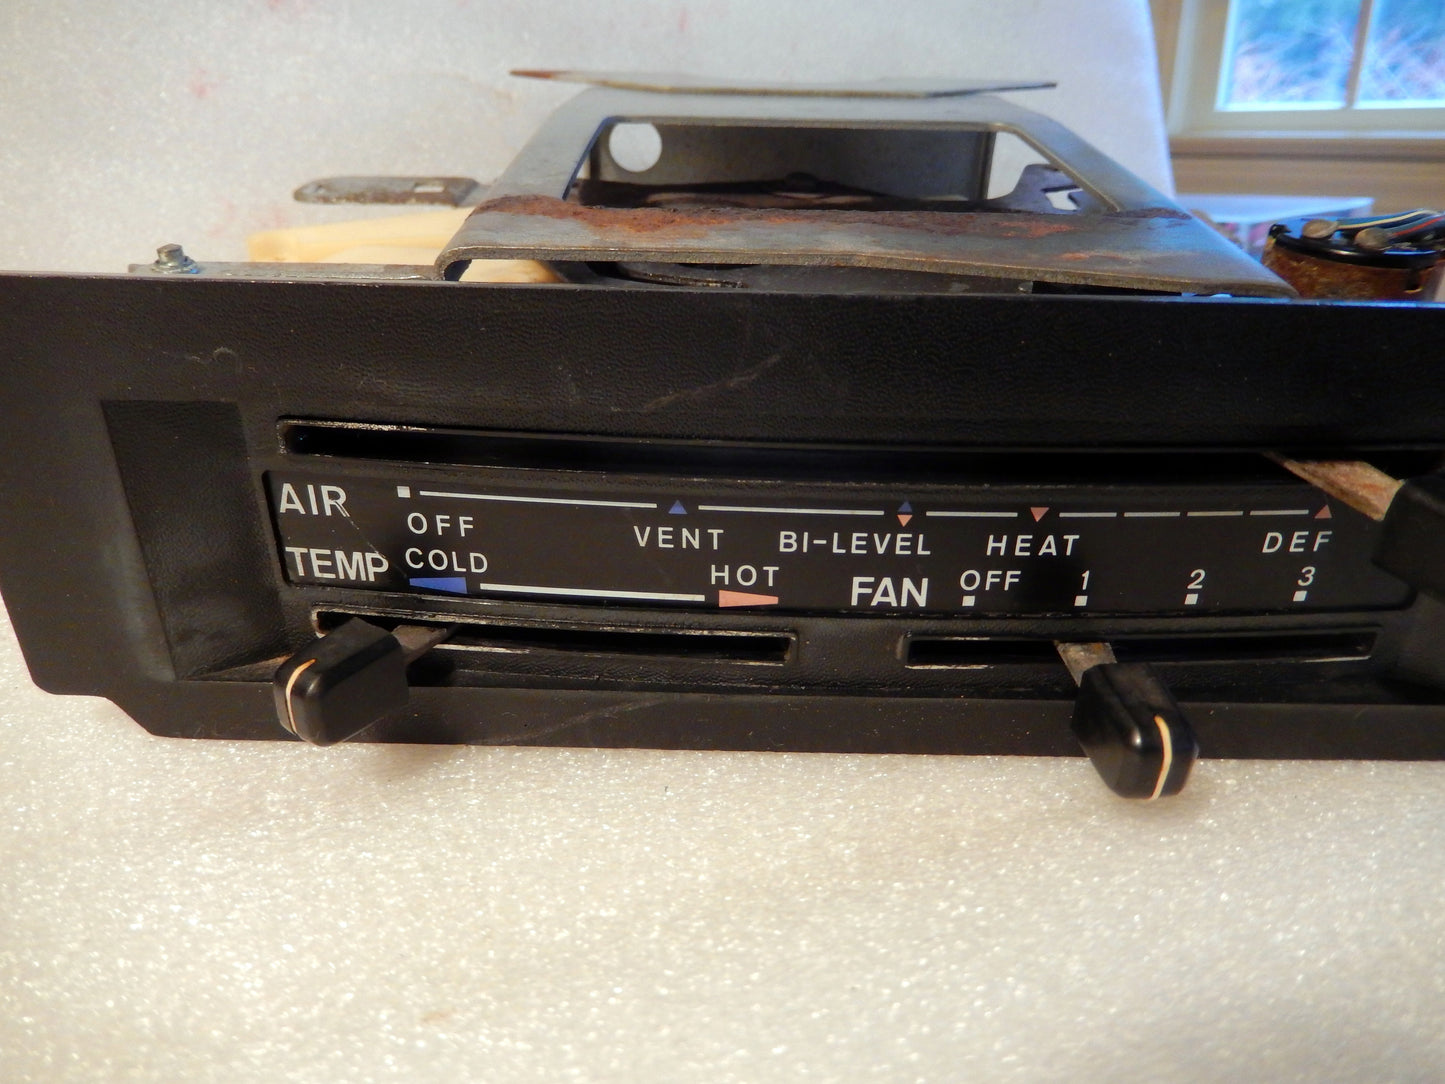 AIR
OFF VENT BI-LEVEL HEAT DEF
TEMP COLD HOT FAN OFF 1 2 3